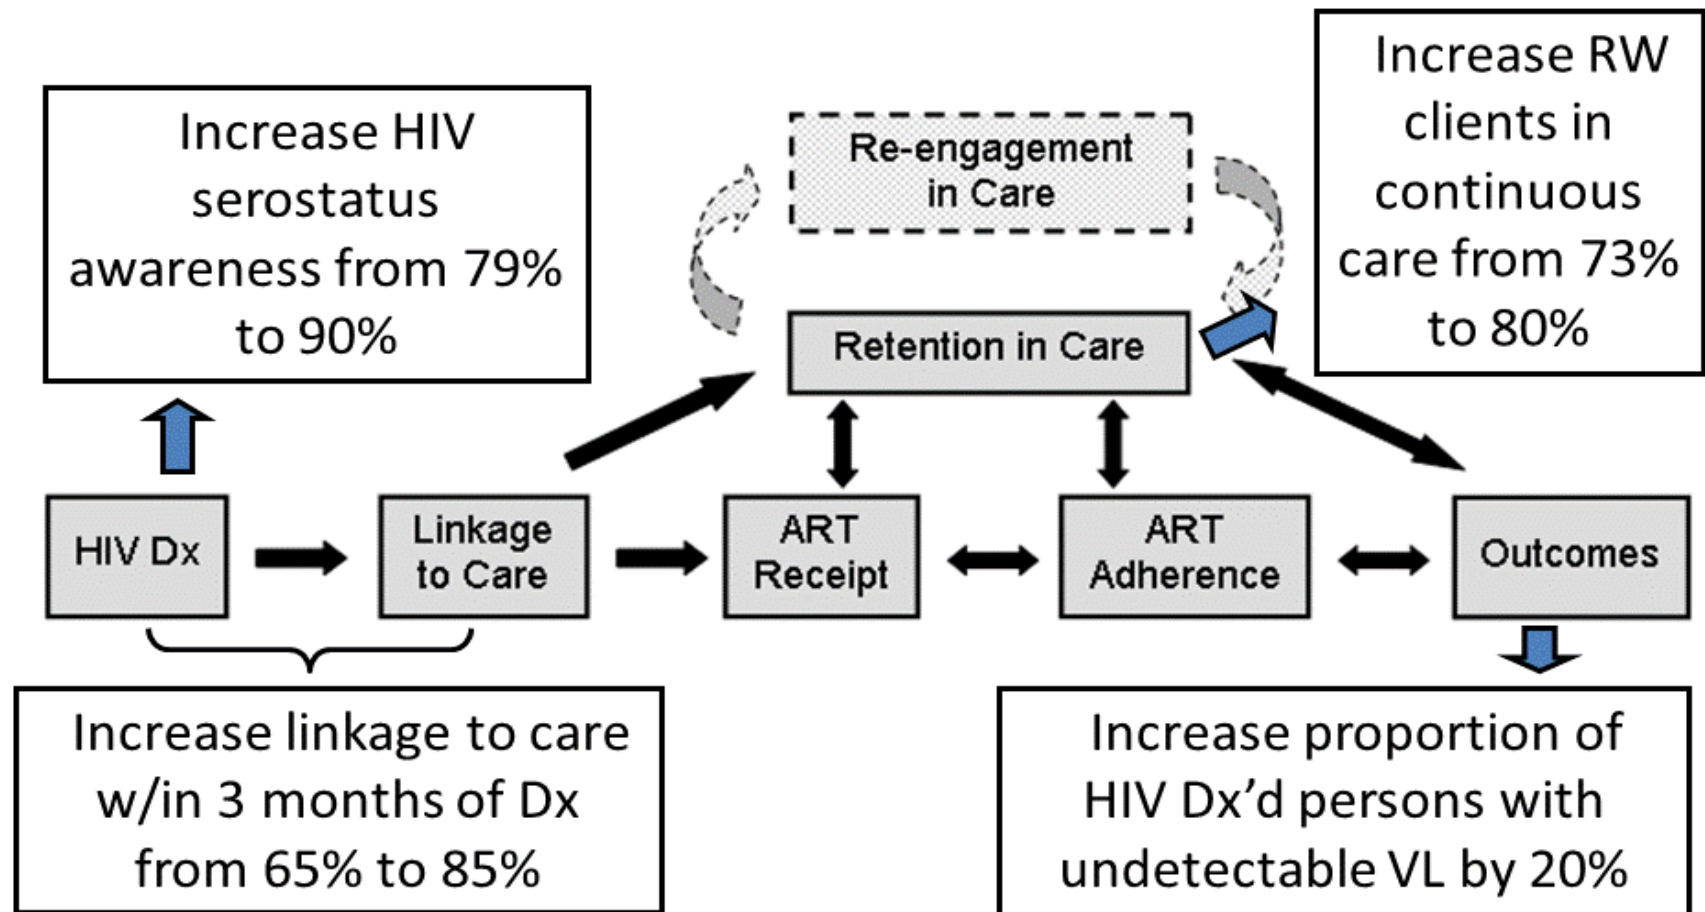 Increase HIV
serostatus
awareness from 79%
to 90%
Re-engagement
in Care
Increase RW
clients in
continuous
care from 73%
to 80%
Retention in Care
HIV Dx
Linkage
to Care
ART
Receipt
ART
Adherence
Outcomes
Increase linkage to care
w/in 3 months of Dx
from 65% to 85%
Increase proportion of
HIV Dx’d persons with
undetectable VL by 20%